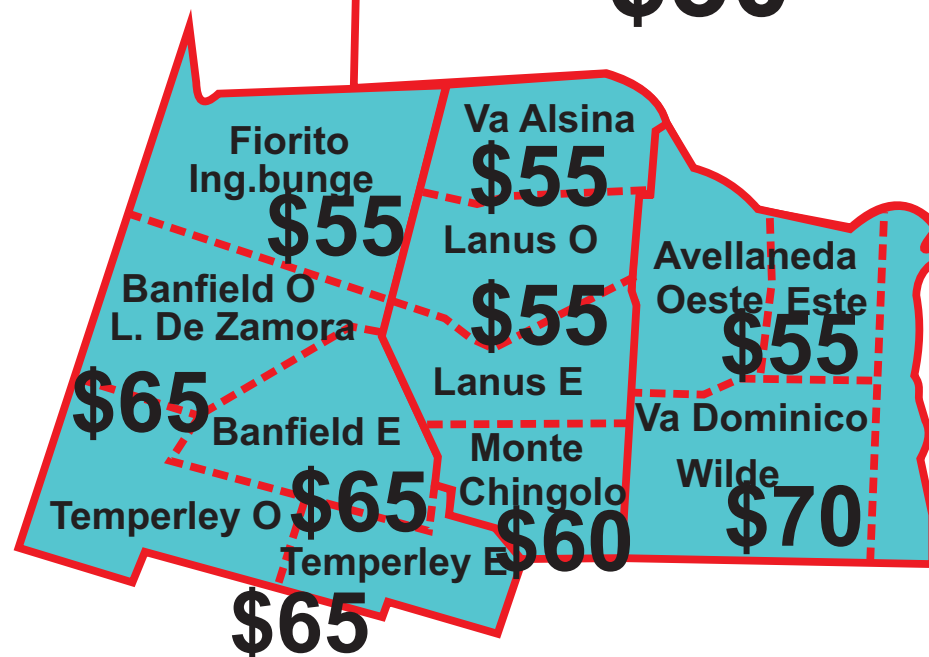 Fiorito
Ing.bunge
$55
Va Alsina
$55
Lanus O
$55
Lanus E
Banfield O
L. De Zamora
$65
Banfield E
$65
Temperley O
Temperley E
$65
Monte
Chingolo
$60
Avellaneda
Oeste Este
$55
Va Dominico
Wilde
$70